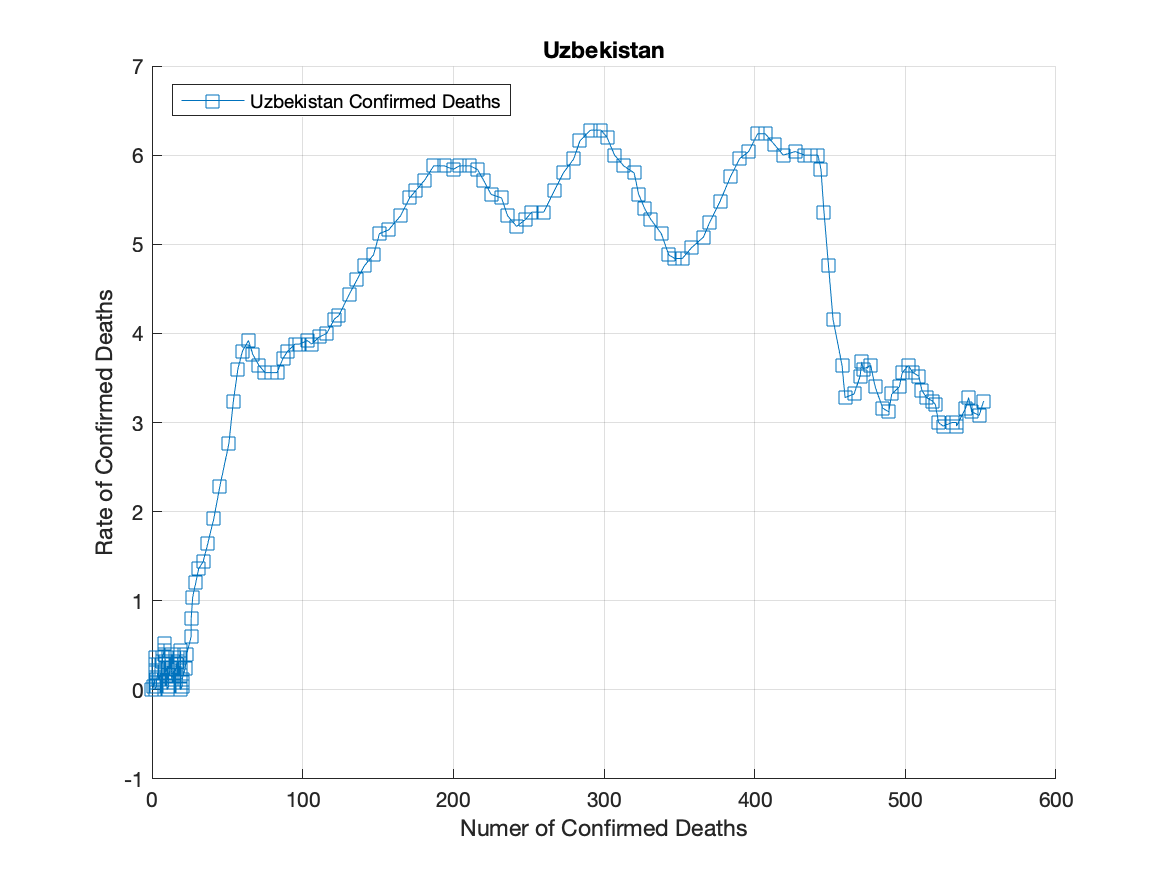 Uzbekistan
Uzbekistan Confirmed Deaths
7
6
5
4
3
2
1
0
-1
Rate of Confirmed Deaths
0 100 200 300 400 500 600
Numer of Confirmed Deaths